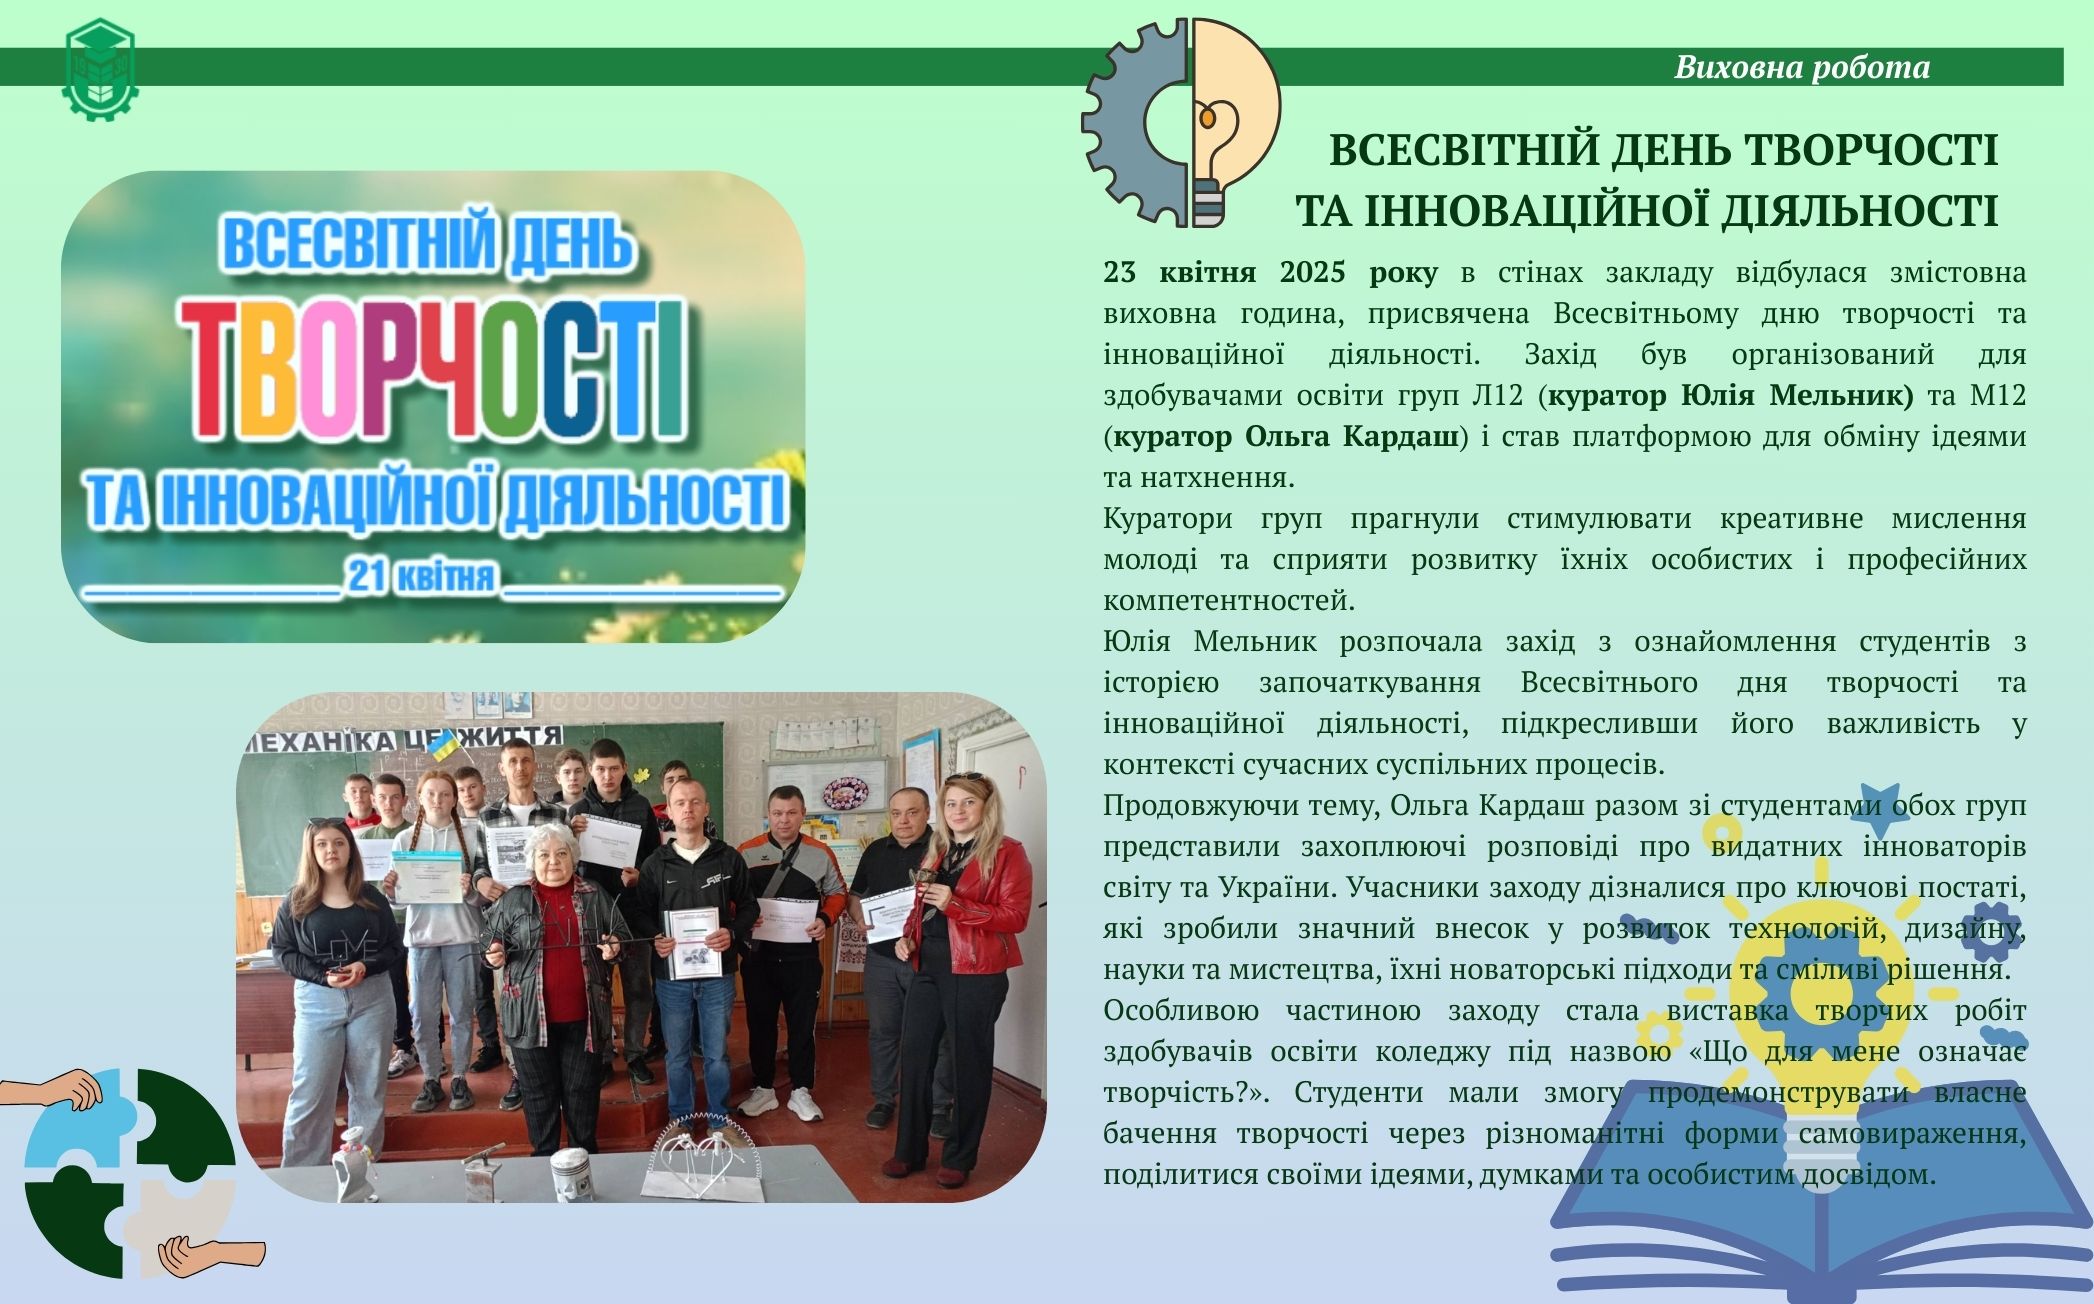 1930
Виховна робота
ВСЕСВІТНІЙ ДЕНЬ ТВОРЧОСТІ
ТА ІННОВАЦІЙНОЇ ДІЯЛЬНОСТІ
ВСЕСВІТНІЙ ДЕНЬ
ТВОРЧОСТІ
ТА ІННОВАЦІЙНОЇ ДІЯЛЬНОСТІ
21 квітня
МЕХАНІКА ЦЕ ЖИТТЯ
LOVE
23 квітня 2025 року в стінах закладу відбулася змістовна
виховна година, присвячена Всесвітньому дню творчості та
інноваційної діяльності. Захід був організований для
здобувачами освіти груп Л12 (куратор Юлія Мельник) та М12
(куратор Ольга Кардаш) і став платформою для обміну ідеями
та натхнення.
Куратори груп прагнули стимулювати креативне мислення
молоді та сприяти розвитку їхніх особистих і професійних
компетентностей.
Юлія Мельник розпочала захід з ознайомлення студентів з
історією започаткування Всесвітнього дня творчості та
інноваційної діяльності, підкресливши його важливість у
контексті сучасних суспільних процесів.
Продовжуючи тему, Ольга Кардаш разом зі студентами обох груп
представили захоплюючі розповіді про видатних інноваторів
світу та України. Учасники заходу дізналися про ключові постаті,
які зробили значний внесок у розвиток технологій, дизайну,
науки та мистецтва, їхні новаторські підходи та сміливі рішення.
Особливою частиною заходу стала виставка творчих робіт
здобувачів освіти коледжу під назвою «Що для мене означає
творчість?». Студенти мали змогу продемонструвати власне
бачення творчості через різноманітні форми самовираження,
поділитися своїми ідеями, думками та особистим досвідом.